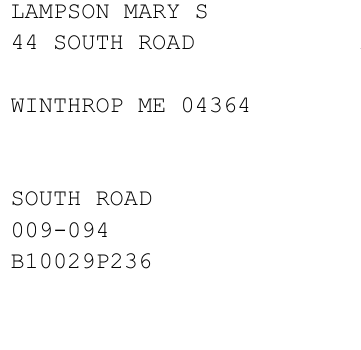 LAMPSON MARY S
44 SOUTH ROAD
WINTHROP ME 04364
SOUTH ROAD
009-094
B10029P236